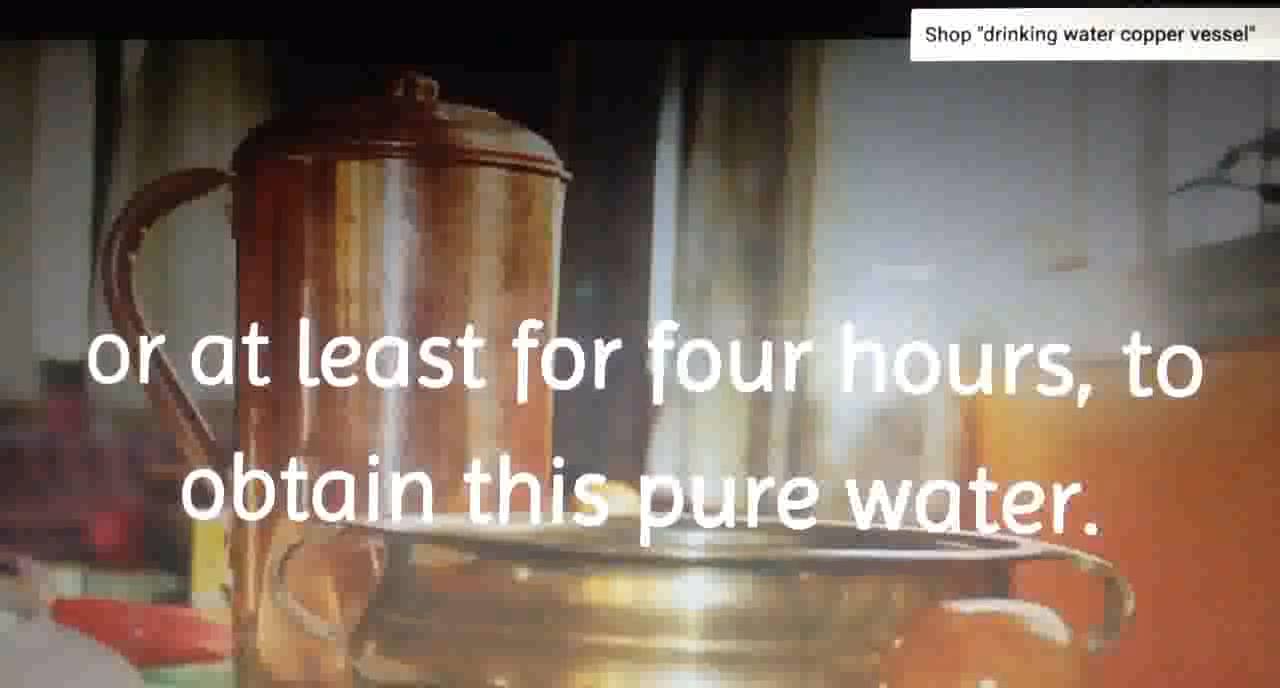 Shop "drinking water copper vessel"
or at least for four hours, to
obtain this pure water.